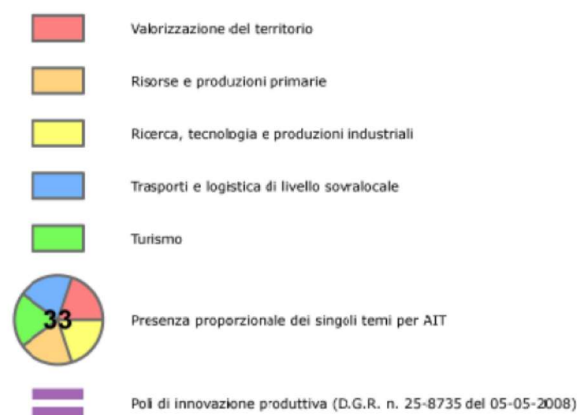 Valorizzazione del territorio
Risorse e produzioni primarie
Ricerca, tecnologia e produzioni industriali
Trasporti e logistica di livello sovralocale
Turismo
33
Presenza proporzionale dei singoli temi per AIT
Poli di innovazione produttiva (D.G.R. n. 25-8735 del 05-05-2008)